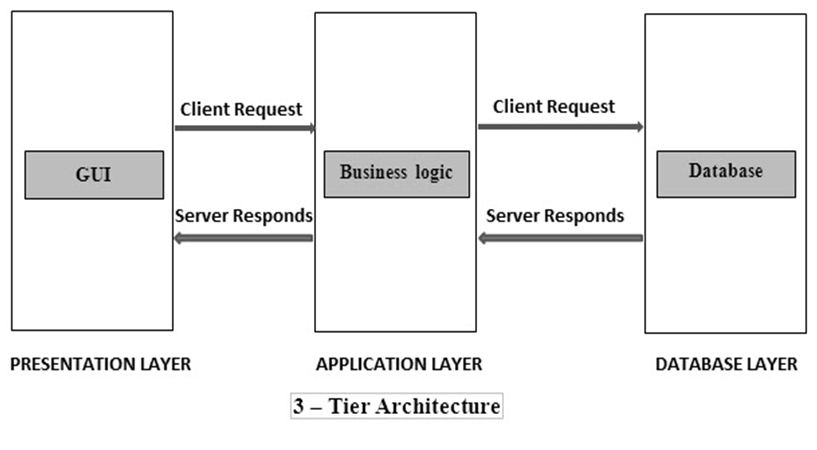 Client Request
Client Request
GUI
Business logic
Database
Server Responds
Server Responds
PRESENTATION LAYER
APPLICATION LAYER
DATABASE LAYER
3 – Tier Architecture